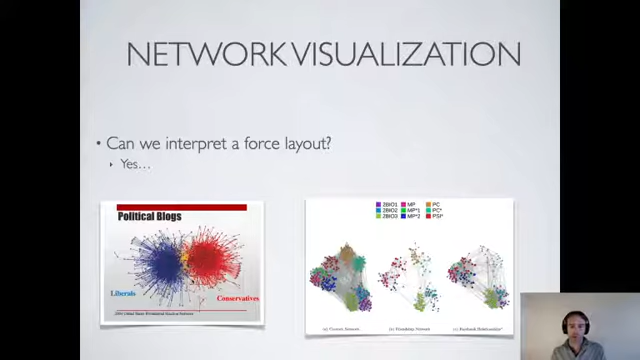 NETWORK VISUALIZATION
• Can we interpret a force layout?
‣ Yes…
Political Blogs
Liberals
Conservatives
2BIO1 MP PC
2BIO2 MP*1 PC*
2BIO3 MP*2 PSI*